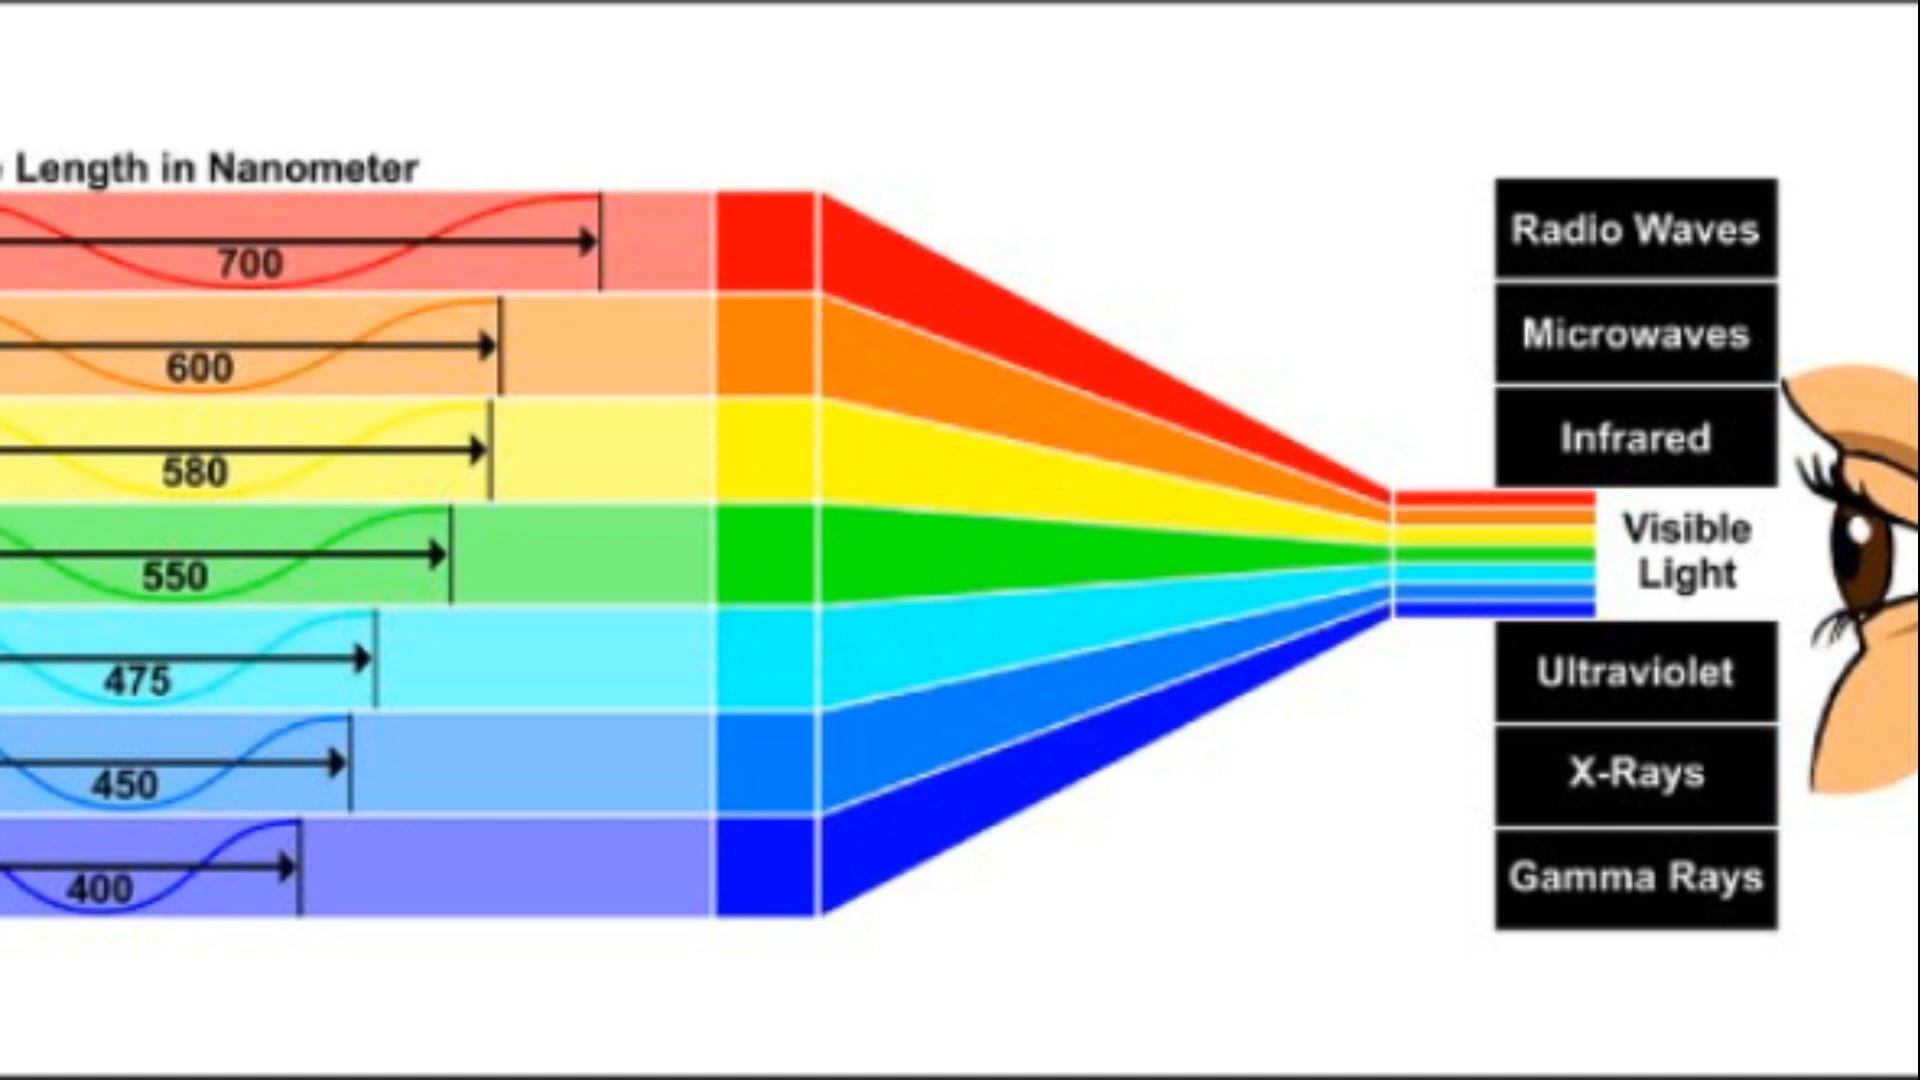 Length in Nanometer
700
600
580
550
475
450
400
Radio Waves
Microwaves
Infrared
Visible
Light
Ultraviolet
X-Rays
Gamma Rays